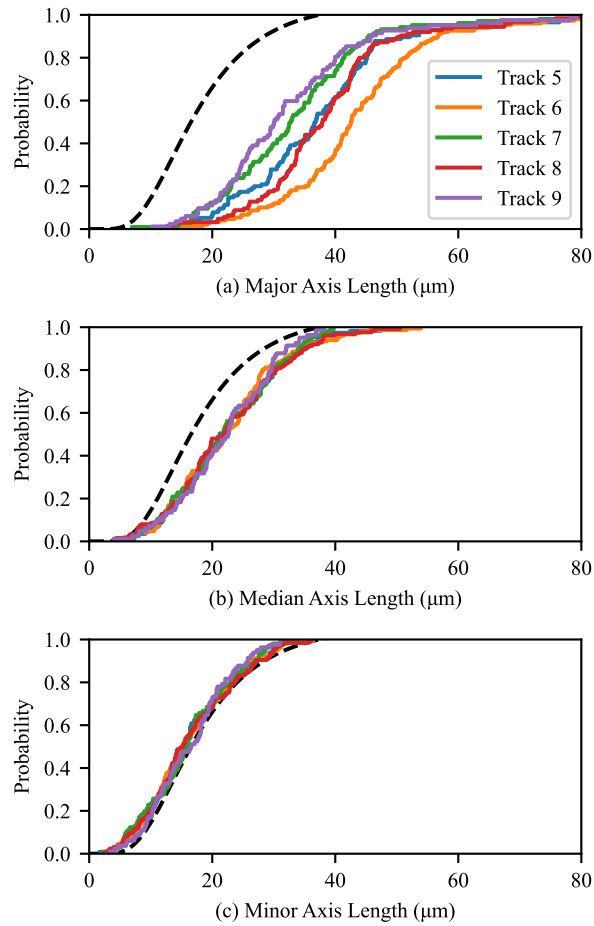 1.0
0.8
0.6
0.4
0.2
0.0
Probability
Track 5
Track 6
Track 7
Track 8
Track 9
0 20 40 60 80
(a) Major Axis Length (μm)
1.0
0.8
0.6
0.4
0.2
0.0
Probability
0 20 40 60 80
(b) Median Axis Length (μm)
1.0
0.8
0.6
0.4
0.2
0.0
Probability
0 20 40 60 80
(c) Minor Axis Length (μm)